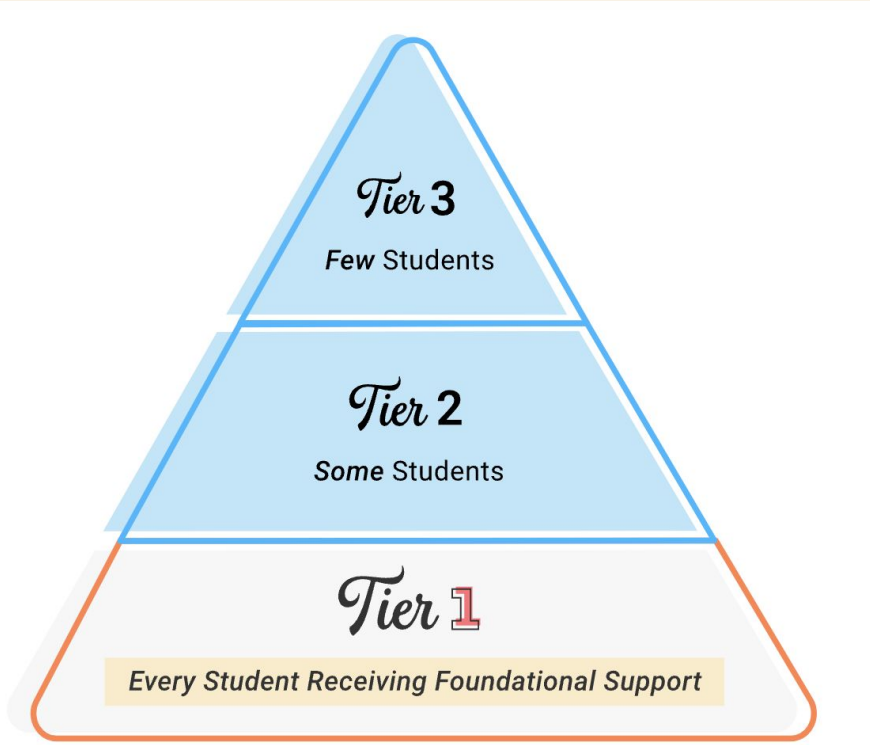 Tier 3
Few Students
Tier 2
Some Students
Tier 1
Every Student Receiving Foundational Support